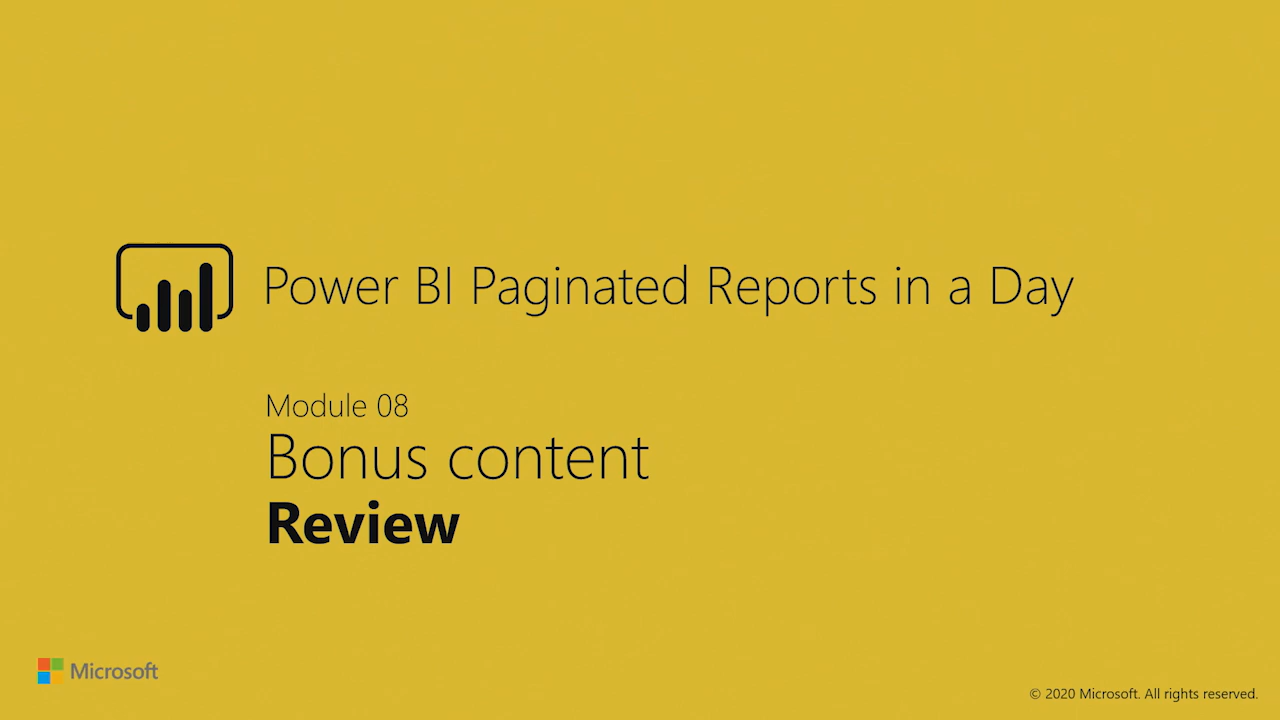 Power BI Paginated Reports in a Day
Module 08
Bonus content
Review
Microsoft
© 2020 Microsoft. All rights reserved.